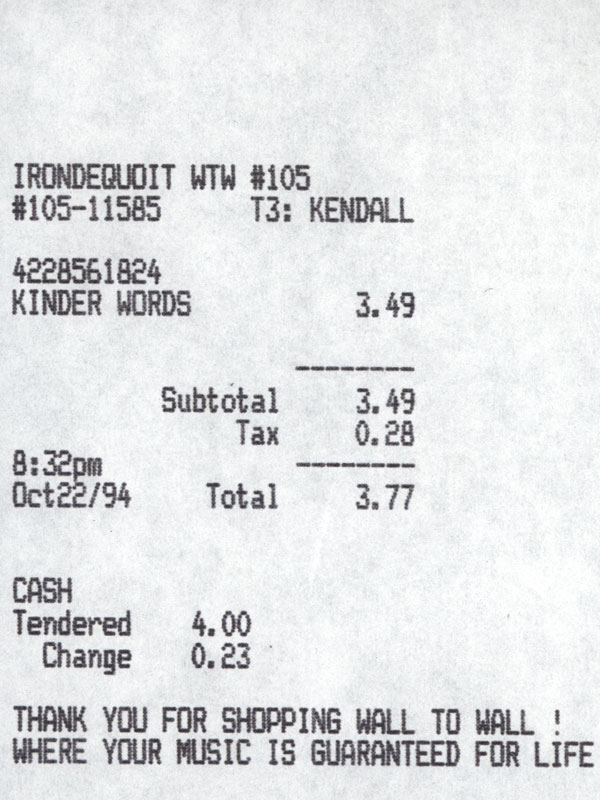 IRONDEQUOIT WTW #105
#105-11585 T3: KENDALL
4228561824
KINDER WORDS 3.49
--------
Subtotal 3.49
Tax 0.28
8:32pm --------
Oct22/94 Total 3.77
CASH
Tendered 4.00
Change 0.23
THANK YOU FOR SHOPPING WALL TO WALL !
WHERE YOUR MUSIC IS GUARANTEED FOR LIFE